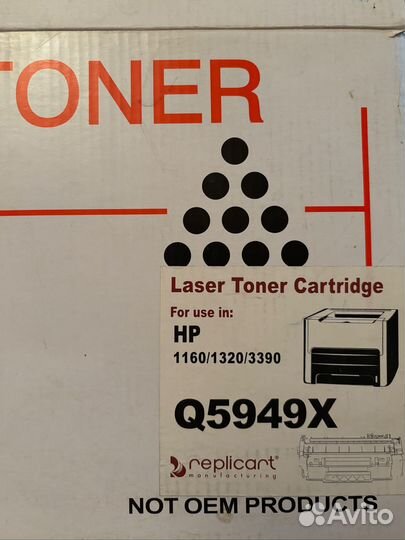 TONER
Laser Toner Cartridge
For use in:
HP
1160/1320/3390
Q5949X
replicart
manufacturing
NOT OEM PRODUCTS
Avito